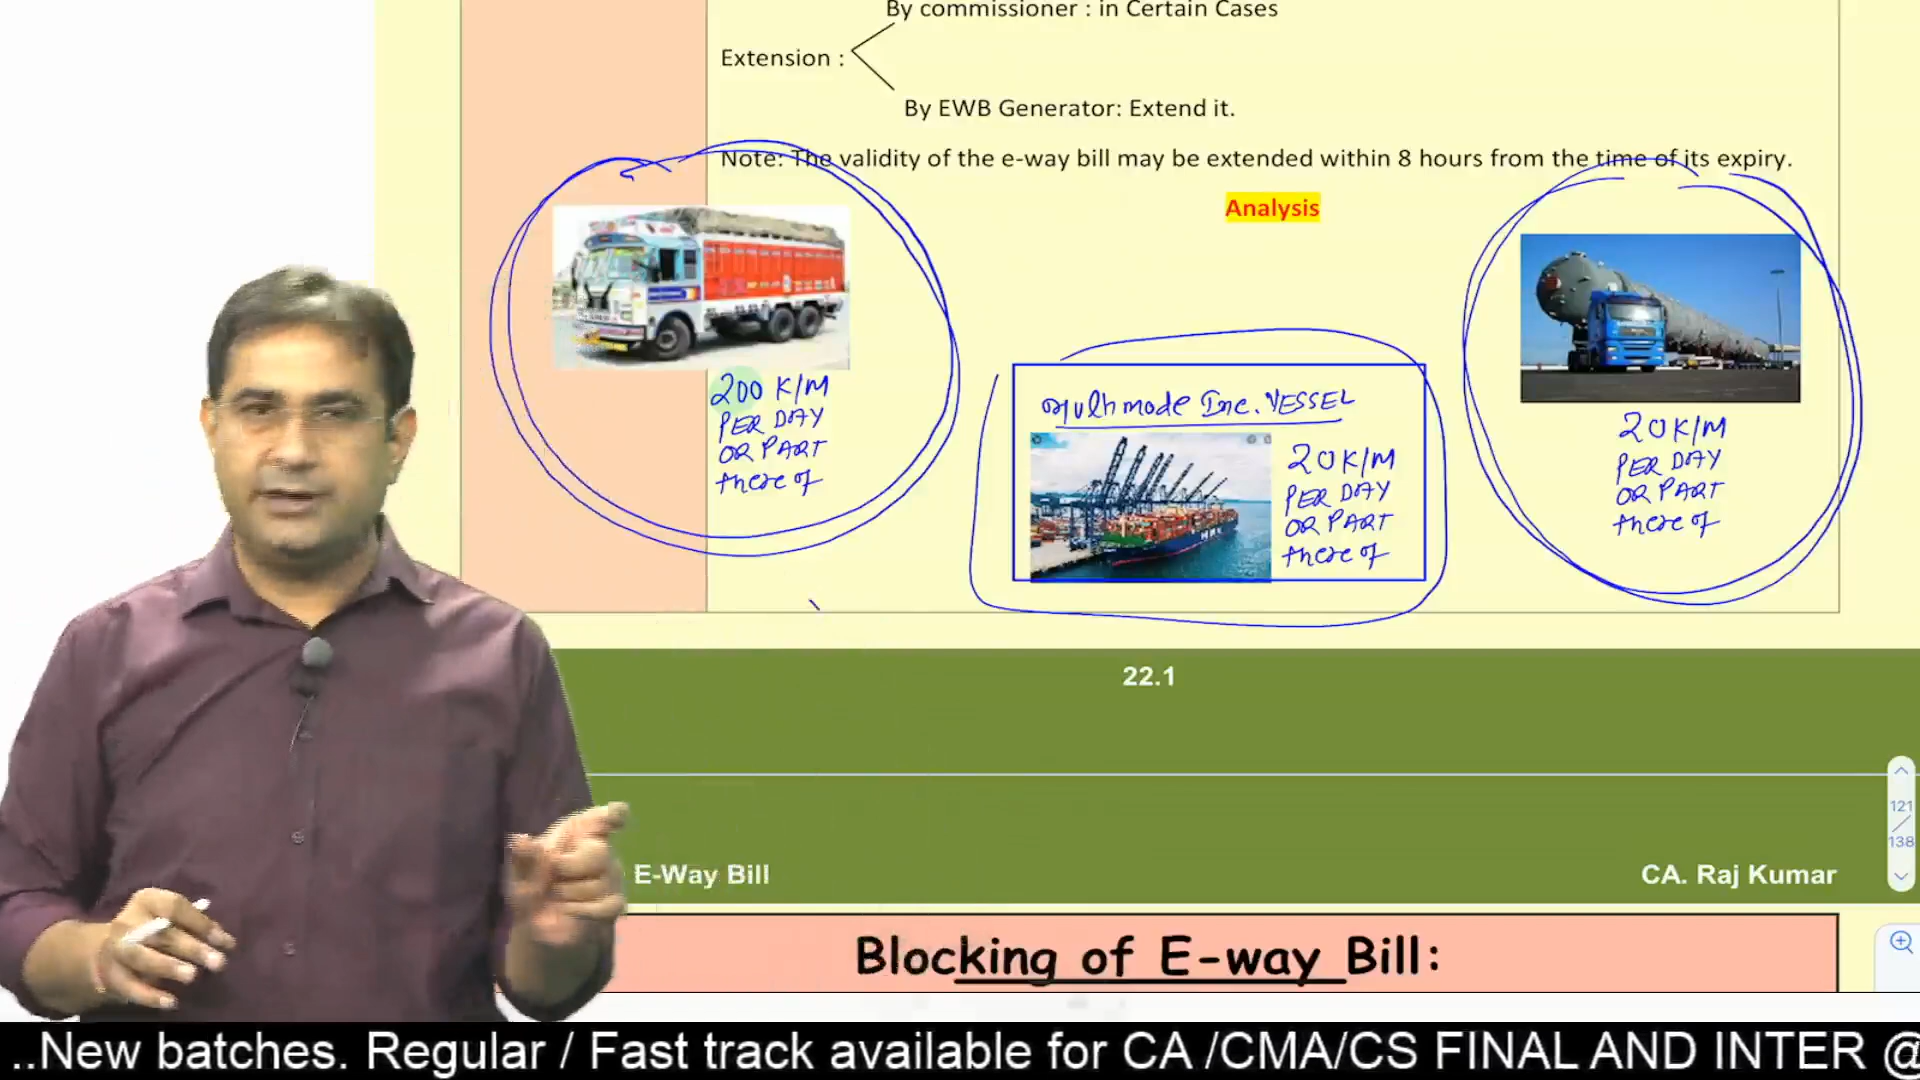 By commissioner : in Certain Cases
Extension :
By EWB Generator: Extend it.
Note: The validity of the e-way bill may be extended within 8 hours from the time of its expiry.
Analysis
200 K/M
PER DAY
OR PART
there of
Multimode Inc. VESSEL
20 K/M
PER DAY
OR PART
there of
20 K/M
PER DAY
OR PART
there of
22.1
121
138
E-Way Bill
CA. Raj Kumar
Blocking of E-way Bill:
..New batches. Regular / Fast track available for CA /CMA/CS FINAL AND INTER @